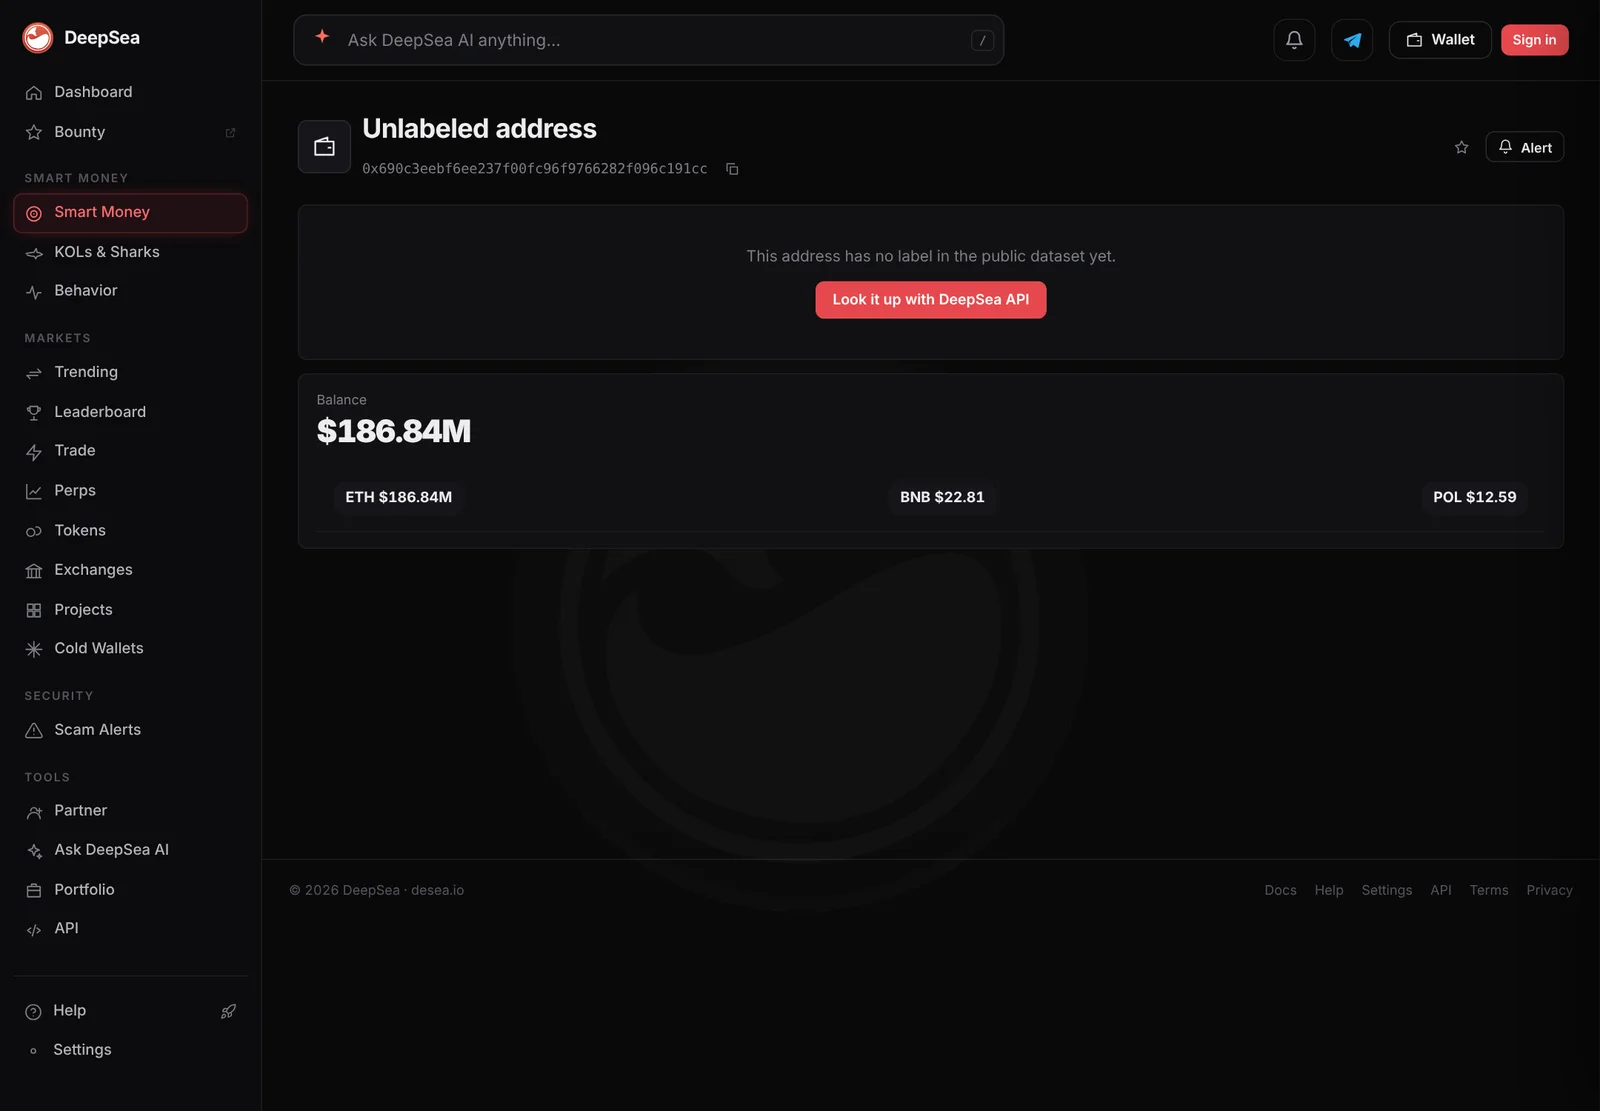 DeepSea
Dashboard
Bounty
SMART MONEY
Smart Money
KOLs & Sharks
Behavior
MARKETS
Trending
Leaderboard
Trade
Perps
Tokens
Exchanges
Projects
Cold Wallets
SECURITY
Scam Alerts
TOOLS
Partner
Ask DeepSea AI
Portfolio
API
Help
Settings
Ask DeepSea AI anything... /
Wallet
Sign in
Unlabeled address
0x690c3eebf6ee237f00fc96f9766282f096c191cc
Alert
This address has no label in the public dataset yet.
Look it up with DeepSea API
Balance
$186.84M
ETH $186.84M BNB $22.81 POL $12.59
© 2026 DeepSea · desea.io
Docs Help Settings API Terms Privacy